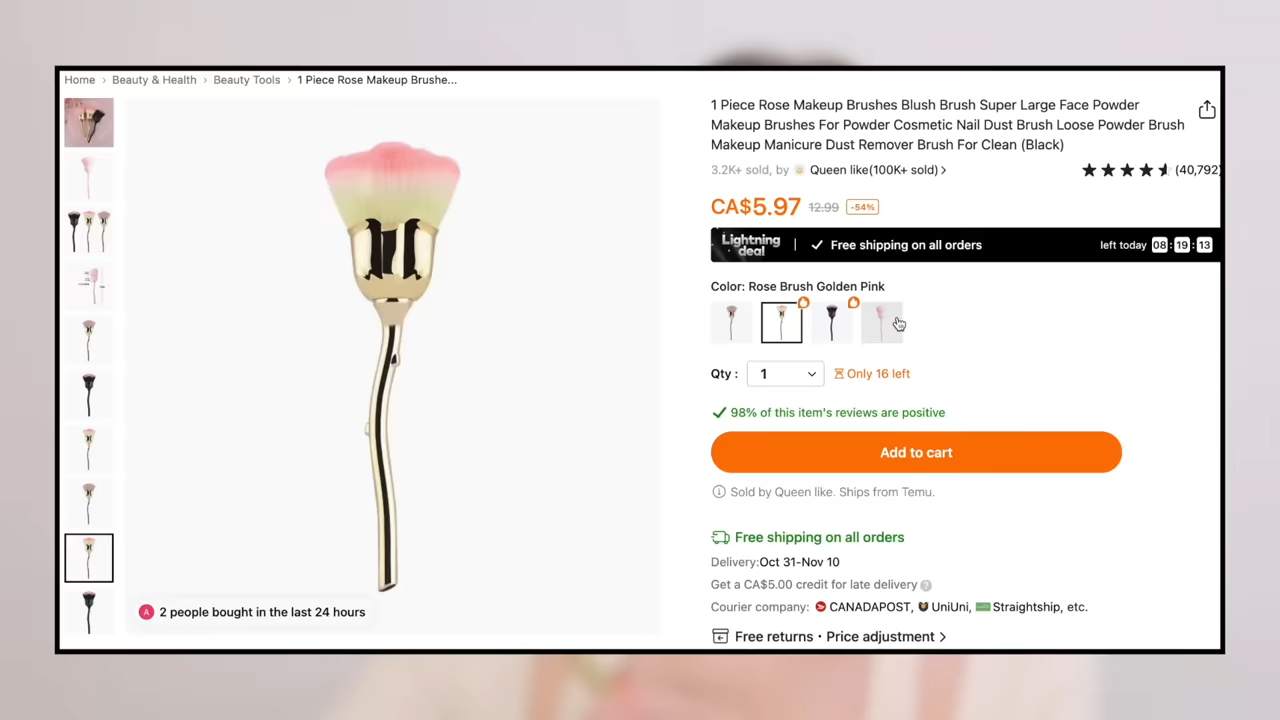 Home > Beauty & Health > Beauty Tools > 1 Piece Rose Makeup Brushe...
1 Piece Rose Makeup Brushes Blush Brush Super Large Face Powder
Makeup Brushes For Powder Cosmetic Nail Dust Brush Loose Powder Brush
Makeup Manicure Dust Remover Brush For Clean (Black)
3.2K+ sold, by Queen like(100K+ sold) >
(40,792)
CA$5.97 12.99 -54%
Lightning deal | ✓ Free shipping on all orders left today 08 : 19 : 13
Color: Rose Brush Golden Pink
Qty : 1 Only 16 left
98% of this item's reviews are positive
Add to cart
Sold by Queen like. Ships from Temu.
Free shipping on all orders
Delivery: Oct 31-Nov 10
Get a CA$5.00 credit for late delivery ?
Courier company: CANADAPOST, UniUni, Straightship, etc.
Free returns · Price adjustment >
A 2 people bought in the last 24 hours